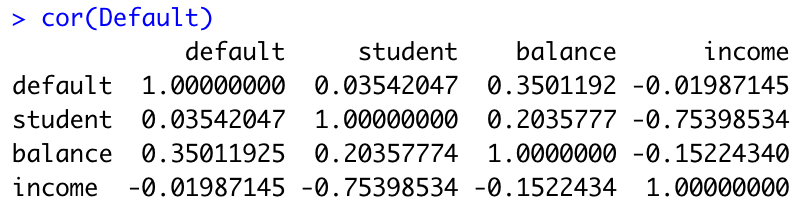 > cor(Default)
default student balance income
default 1.00000000 0.03542047 0.3501192 -0.01987145
student 0.03542047 1.00000000 0.2035777 -0.75398534
balance 0.35011925 0.20357774 1.0000000 -0.15224340
income -0.01987145 -0.75398534 -0.1522434 1.00000000